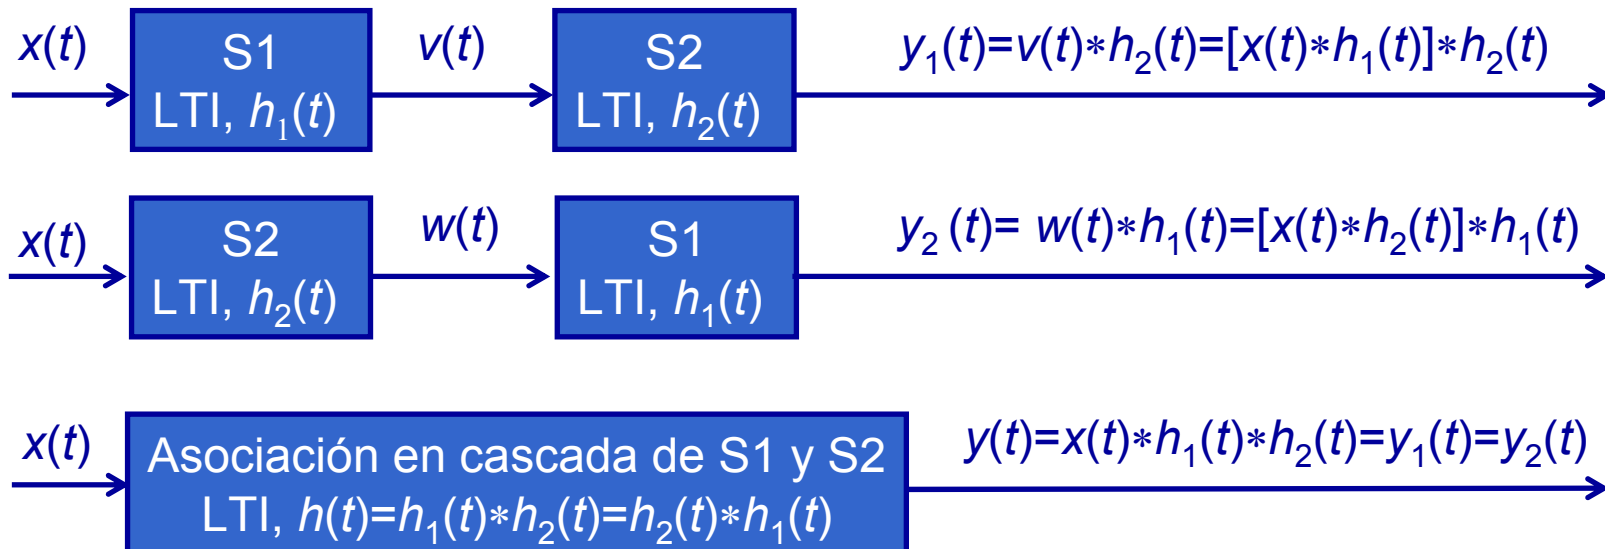 x(t)
S1
LTI, h₁(t)
v(t)
S2
LTI, h₂(t)
y₁(t)=v(t)∗h₂(t)=[x(t)∗h₁(t)]∗h₂(t)
x(t)
S2
LTI, h₂(t)
w(t)
S1
LTI, h₁(t)
y₂ (t)= w(t)∗h₁(t)=[x(t)∗h₂(t)]∗h₁(t)
x(t)
Asociación en cascada de S1 y S2
LTI, h(t)=h₁(t)∗h₂(t)=h₂(t)∗h₁(t)
y(t)=x(t)∗h₁(t)∗h₂(t)=y₁(t)=y₂(t)